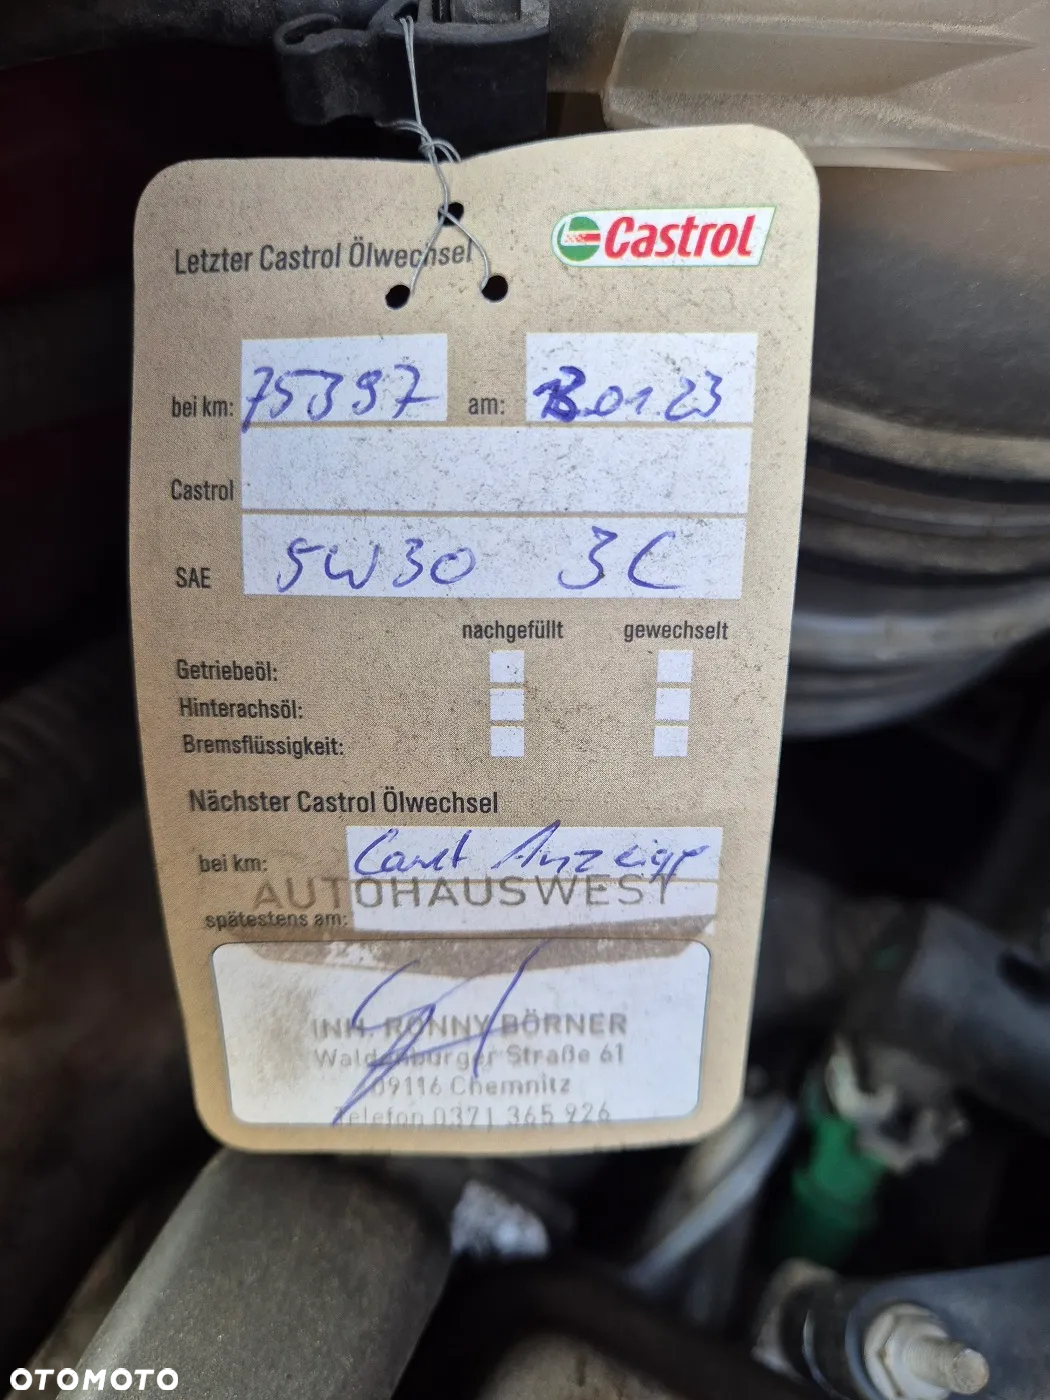 Letzter Castrol Ölwechsel
Castrol
bei km: 75397 am: 13.01.23
Castrol
SAE 5W30 3C
nachgefüllt gewechselt
Getriebeöl:
Hinterachsöl:
Bremsflüssigkeit:
Nächster Castrol Ölwechsel
bei km: Laut Anzeige
AUTOHAUSWEST
spätestens am:
INH. RONNY BÖRNER
Waldenburger Straße 61
09116 Chemnitz
Telefon 0371 365 926
OTOMOTO